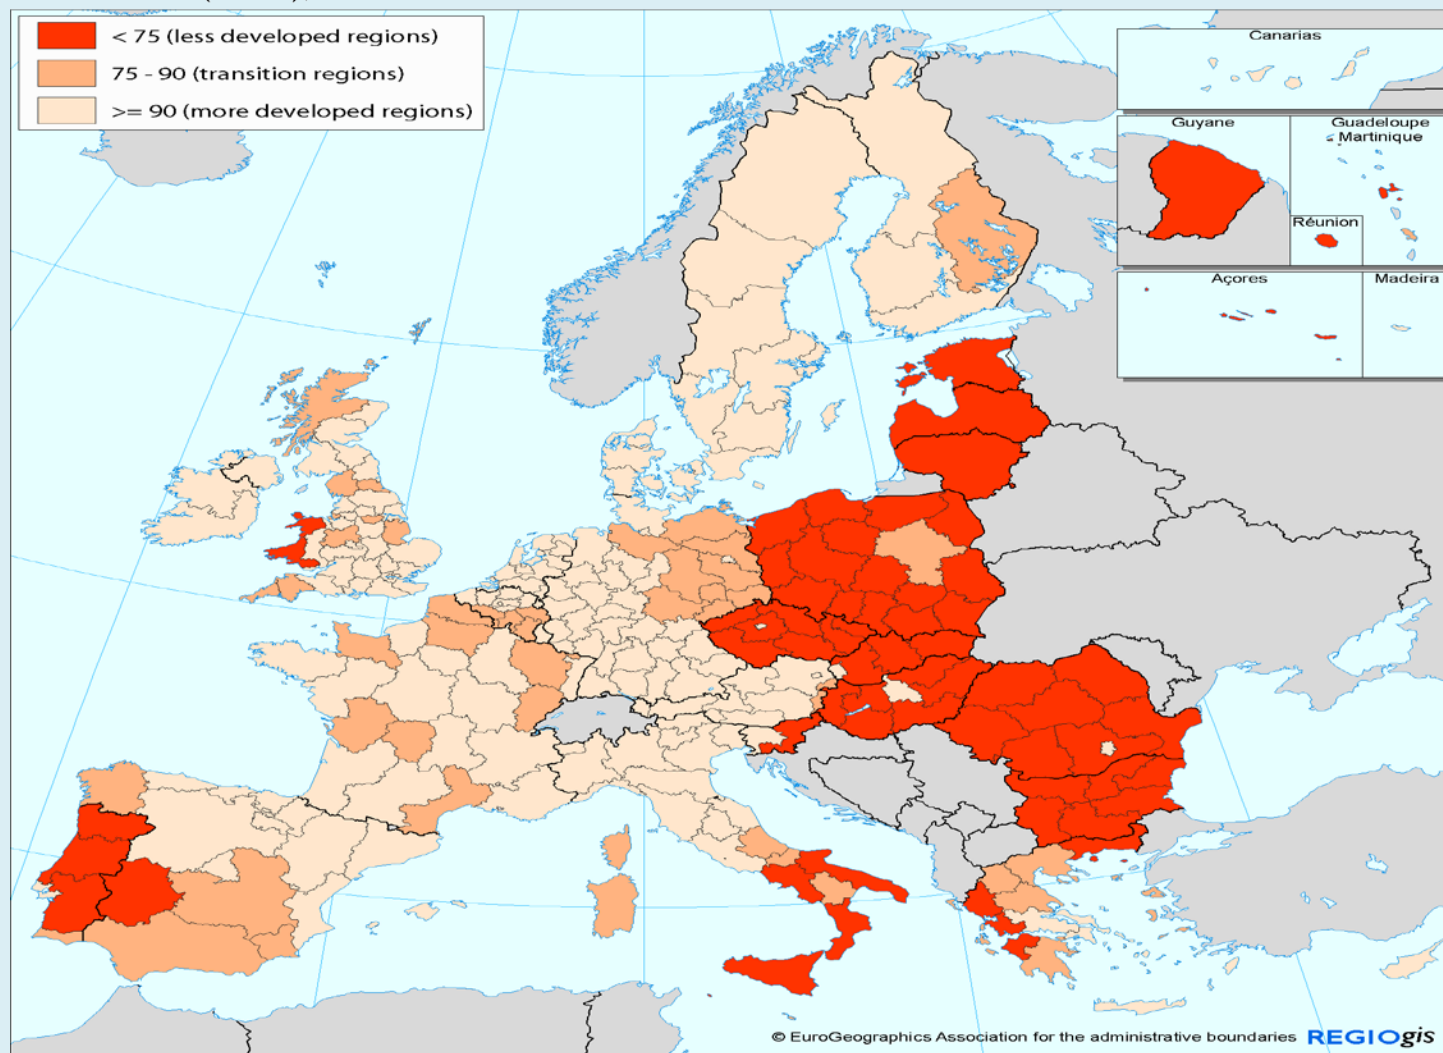 < 75 (less developed regions)
75 - 90 (transition regions)
>= 90 (more developed regions)
Canarias
Guyane
Guadeloupe
Martinique
Réunion
Açores
Madeira
© EuroGeographics Association for the administrative boundaries
REGIOgis